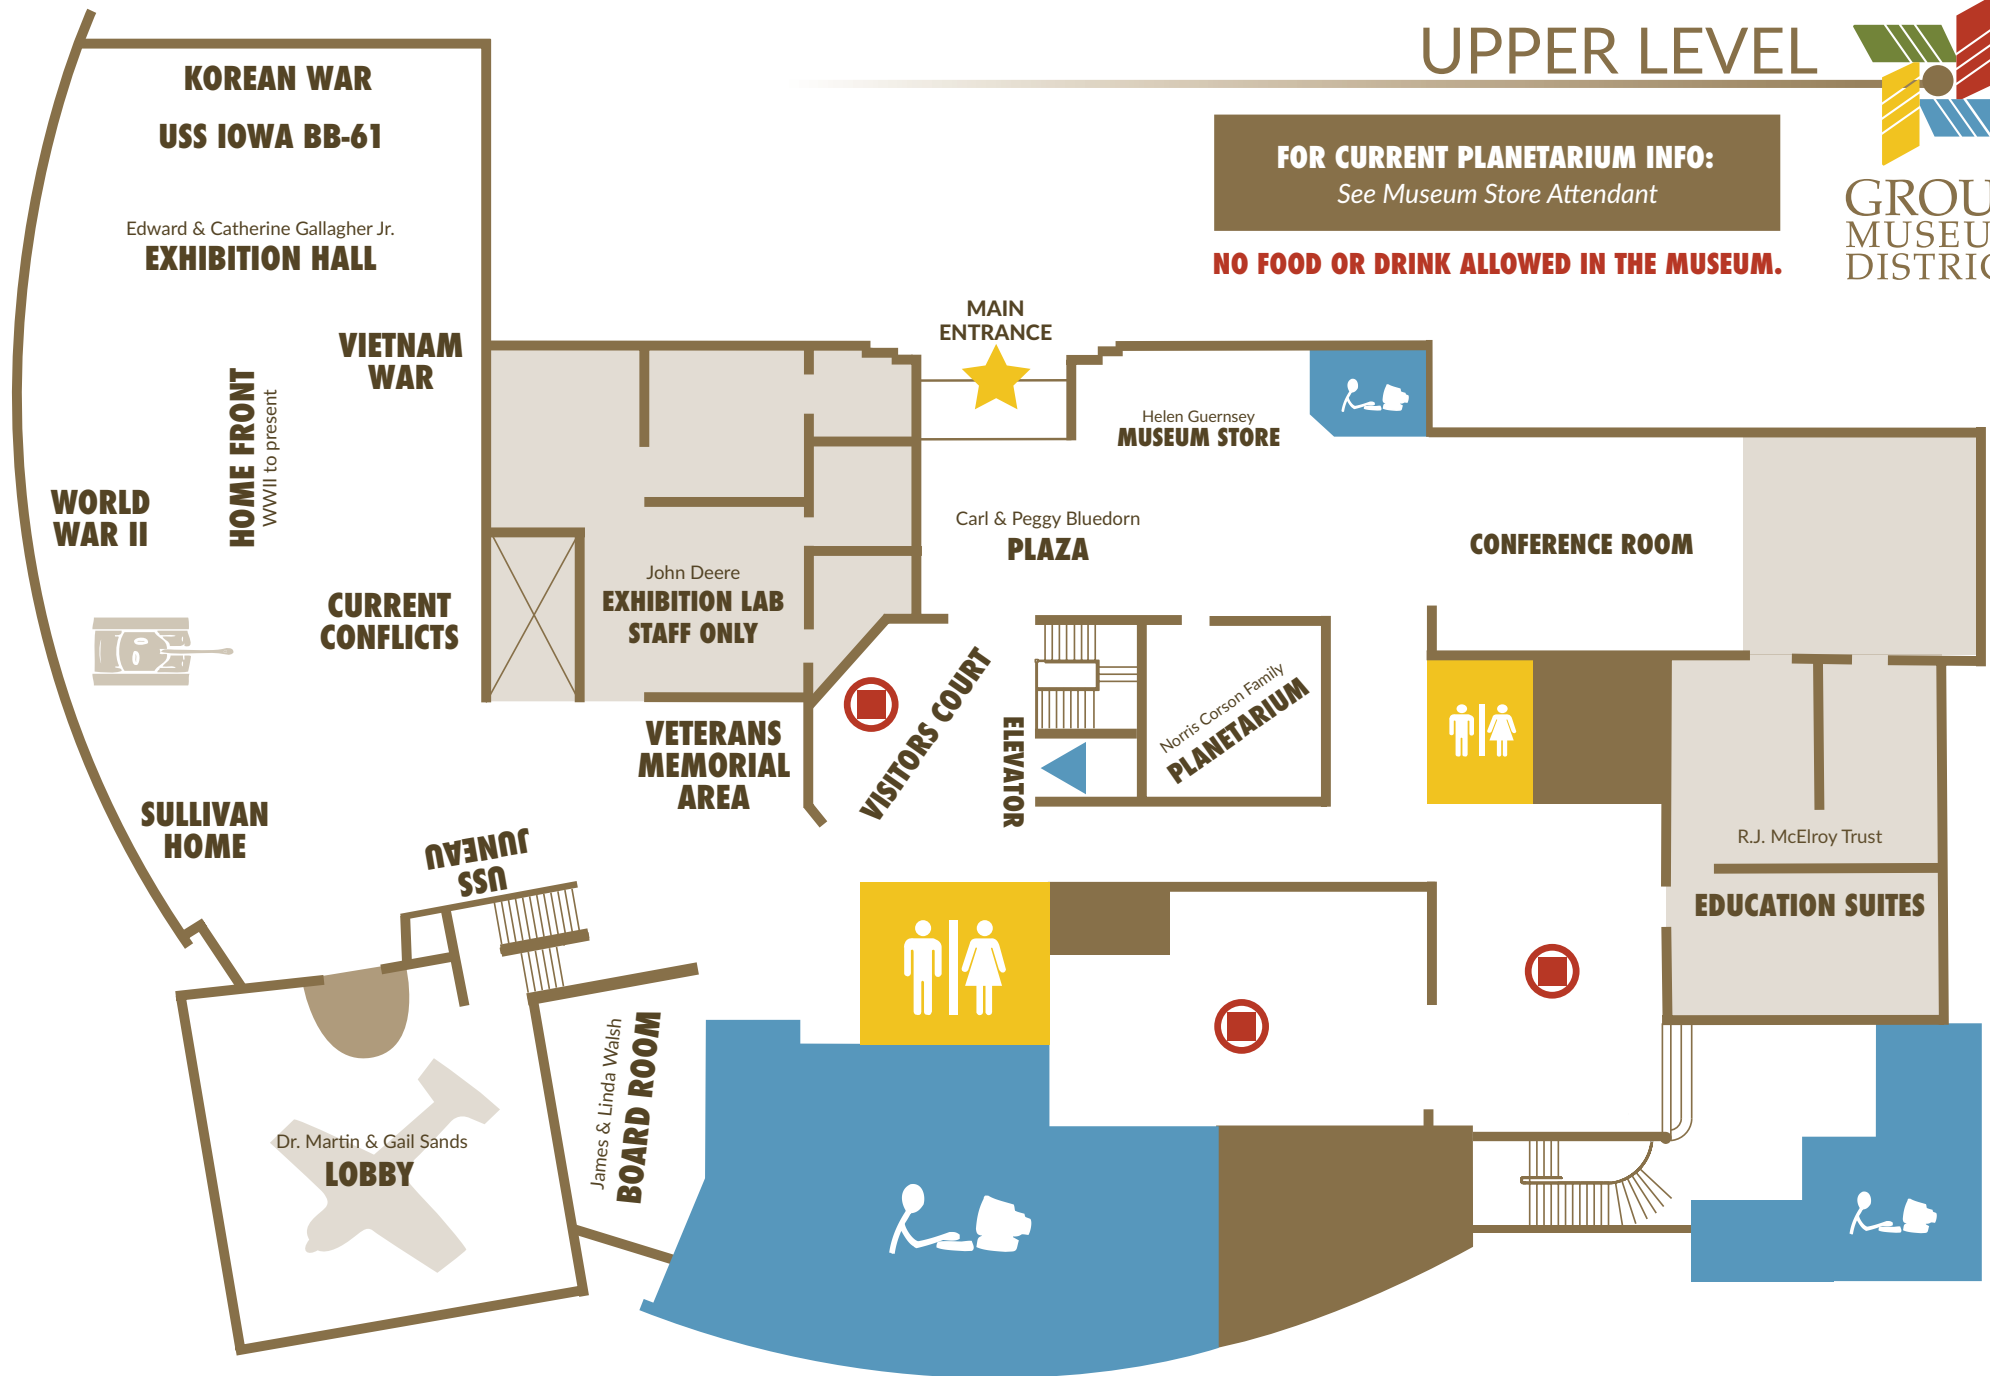 UPPER LEVEL
GROU
MUSEU
DISTRIC
FOR CURRENT PLANETARIUM INFO:
See Museum Store Attendant
NO FOOD OR DRINK ALLOWED IN THE MUSEUM.
KOREAN WAR
USS IOWA BB-61
Edward & Catherine Gallagher Jr.
EXHIBITION HALL
VIETNAM
WAR
HOME FRONT
WWII to present
WORLD
WAR II
CURRENT
CONFLICTS
SULLIVAN
HOME
USS
JUNEAU
John Deere
EXHIBITION LAB
STAFF ONLY
VETERANS
MEMORIAL
AREA
MAIN
ENTRANCE
Helen Guernsey
MUSEUM STORE
Carl & Peggy Bluedorn
PLAZA
VISITORS COURT
ELEVATOR
Norris Corson Family
PLANETARIUM
CONFERENCE ROOM
R.J. McElroy Trust
EDUCATION SUITES
Dr. Martin & Gail Sands
LOBBY
James & Linda Walsh
BOARD ROOM